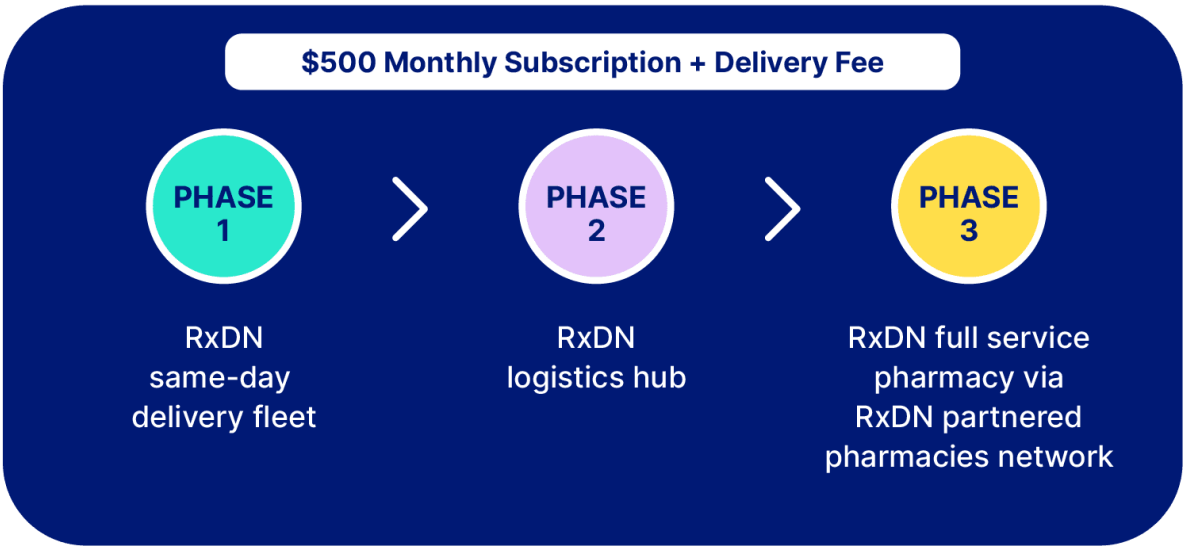 $500 Monthly Subscription + Delivery Fee
PHASE
1
PHASE
2
PHASE
3
RxDN
same-day
delivery fleet
RxDN
logistics hub
RxDN full service
pharmacy via
RxDN partnered
pharmacies network